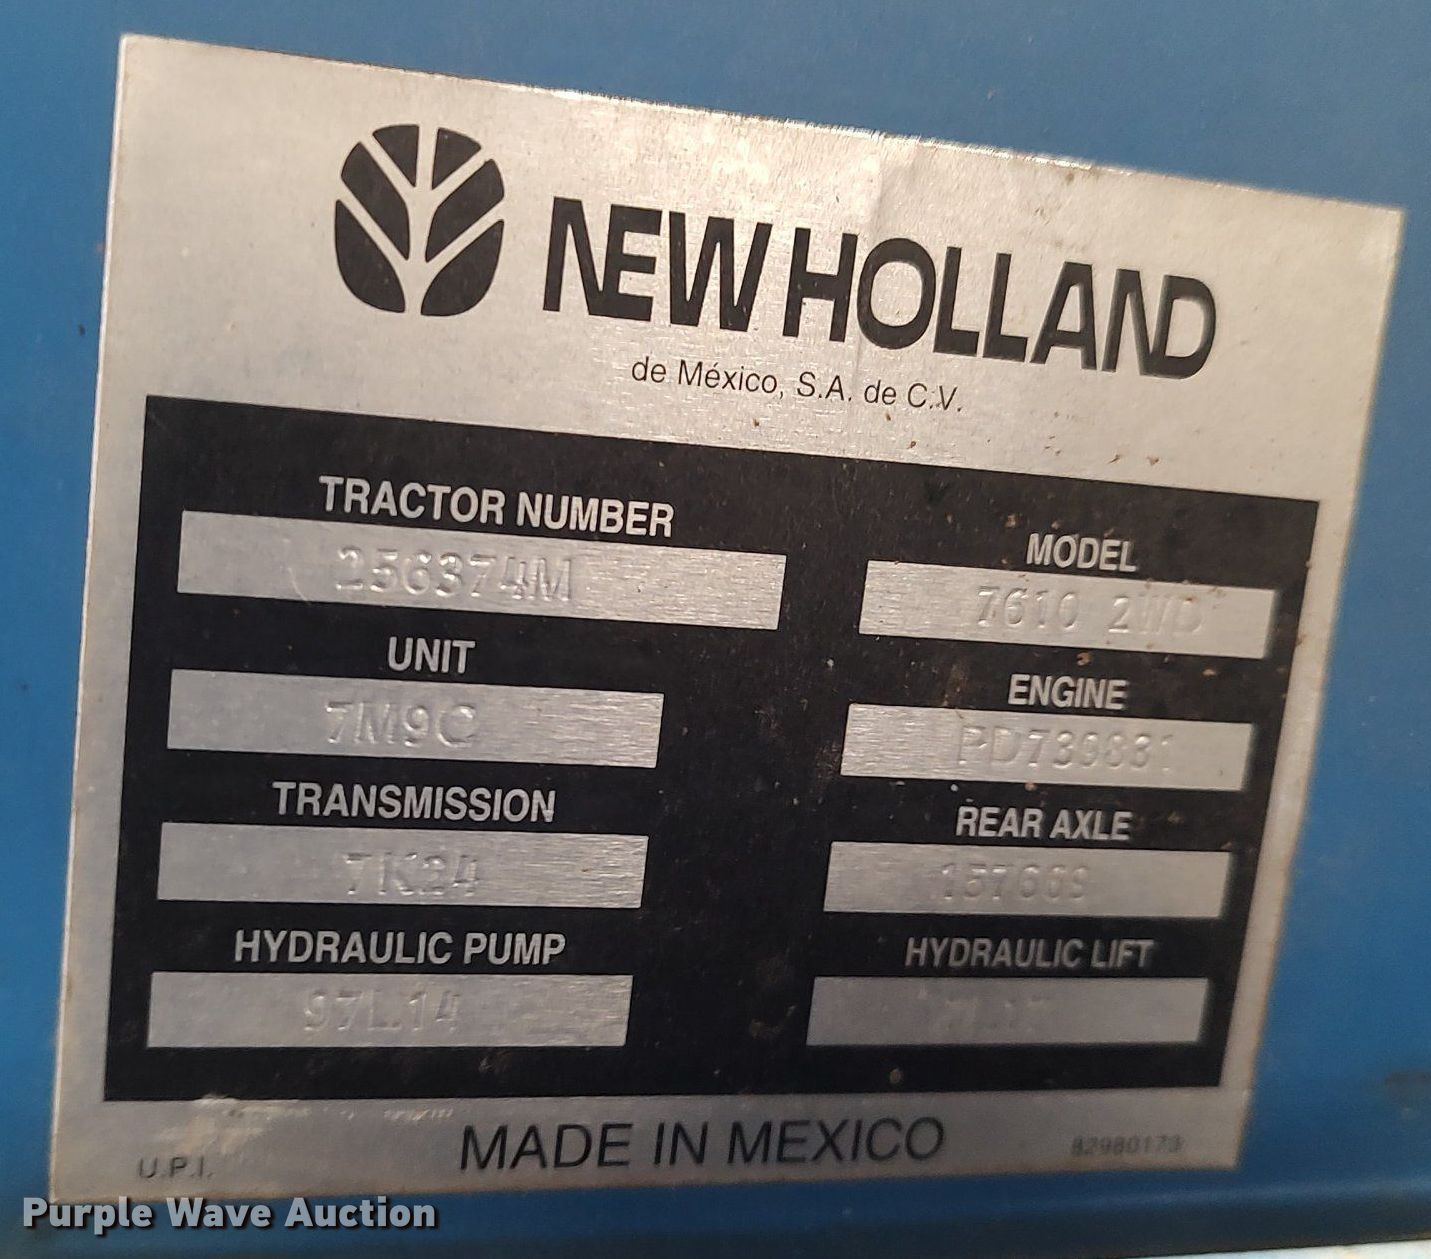 NEW HOLLAND
de México, S.A. de C.V.
TRACTOR NUMBER
256374M
MODEL
7610 2WD
UNIT
7M9C
ENGINE
PD739831
TRANSMISSION
7K24
REAR AXLE
157669
HYDRAULIC PUMP
97L14
HYDRAULIC LIFT
MADE IN MEXICO
U.P.I.
Purple Wave Auction